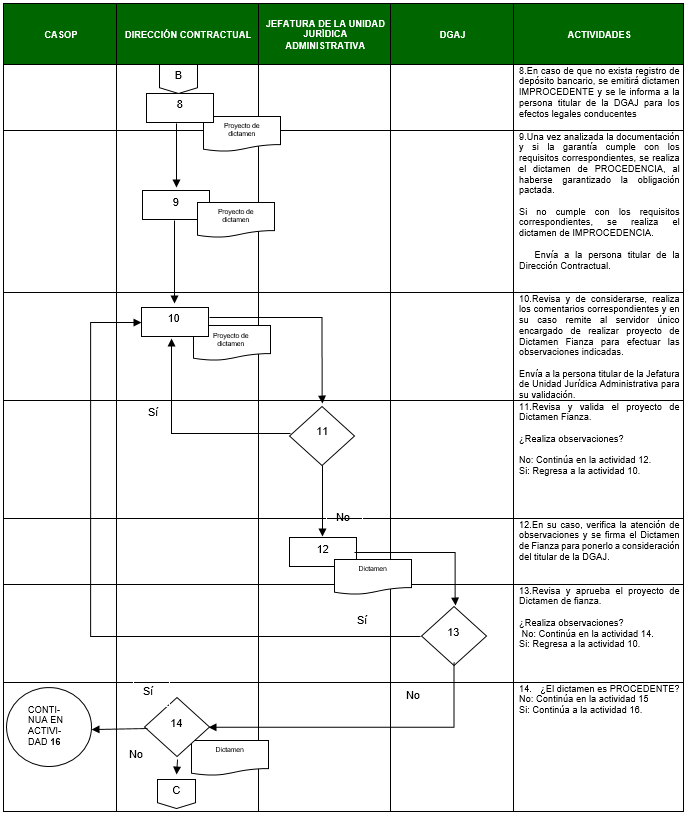 CASOP
DIRECCIÓN CONTRACTUAL
JEFATURA DE LA UNIDAD
JURÍDICA
ADMINISTRATIVA
DGAJ
ACTIVIDADES
B
8
Proyecto de
dictamen
8.En caso de que no exista registro de
depósito bancario, se emitirá dictamen
IMPROCEDENTE y se le informa a la
persona titular de la DGAJ para los
efectos legales conducentes
9
Proyecto de
dictamen
9.Una vez analizada la documentación
y si la garantía cumple con los
requisitos correspondientes, se realiza
el dictamen de PROCEDENCIA, al
haberse garantizado la obligación
pactada.
Si no cumple con los requisitos
correspondientes, se realiza el
dictamen de IMPROCEDENCIA.
Envía a la persona titular de la
Dirección Contractual.
10
Proyecto de
dictamen
10.Revisa y de considerarse, realiza
los comentarios correspondientes y en
su caso remite al servidor único
encargado de realizar proyecto de
Dictamen Fianza para efectuar las
observaciones indicadas.
Envía a la persona titular de la Jefatura
de Unidad Jurídica Administrativa para
su validación.
Sí
11
No
11.Revisa y valida el proyecto de
Dictamen Fianza.
¿Realiza observaciones?
No: Continúa en la actividad 12.
Si: Regresa a la actividad 10.
12
Dictamen
12.En su caso, verifica la atención de
observaciones y se firma el Dictamen
de Fianza para ponerlo a consideración
del titular de la DGAJ.
Sí
13
13.Revisa y aprueba el proyecto de
Dictamen de fianza.
¿Realiza observaciones?
No: Continúa en la actividad 14.
Si: Regresa a la actividad 10.
CONTI-
NUA EN
ACTIVI-
DAD 16
Sí
14
No
Dictamen
C
No
14. ¿El dictamen es PROCEDENTE?
No: Continúa en la actividad 15
Si: Continúa a la actividad 16.